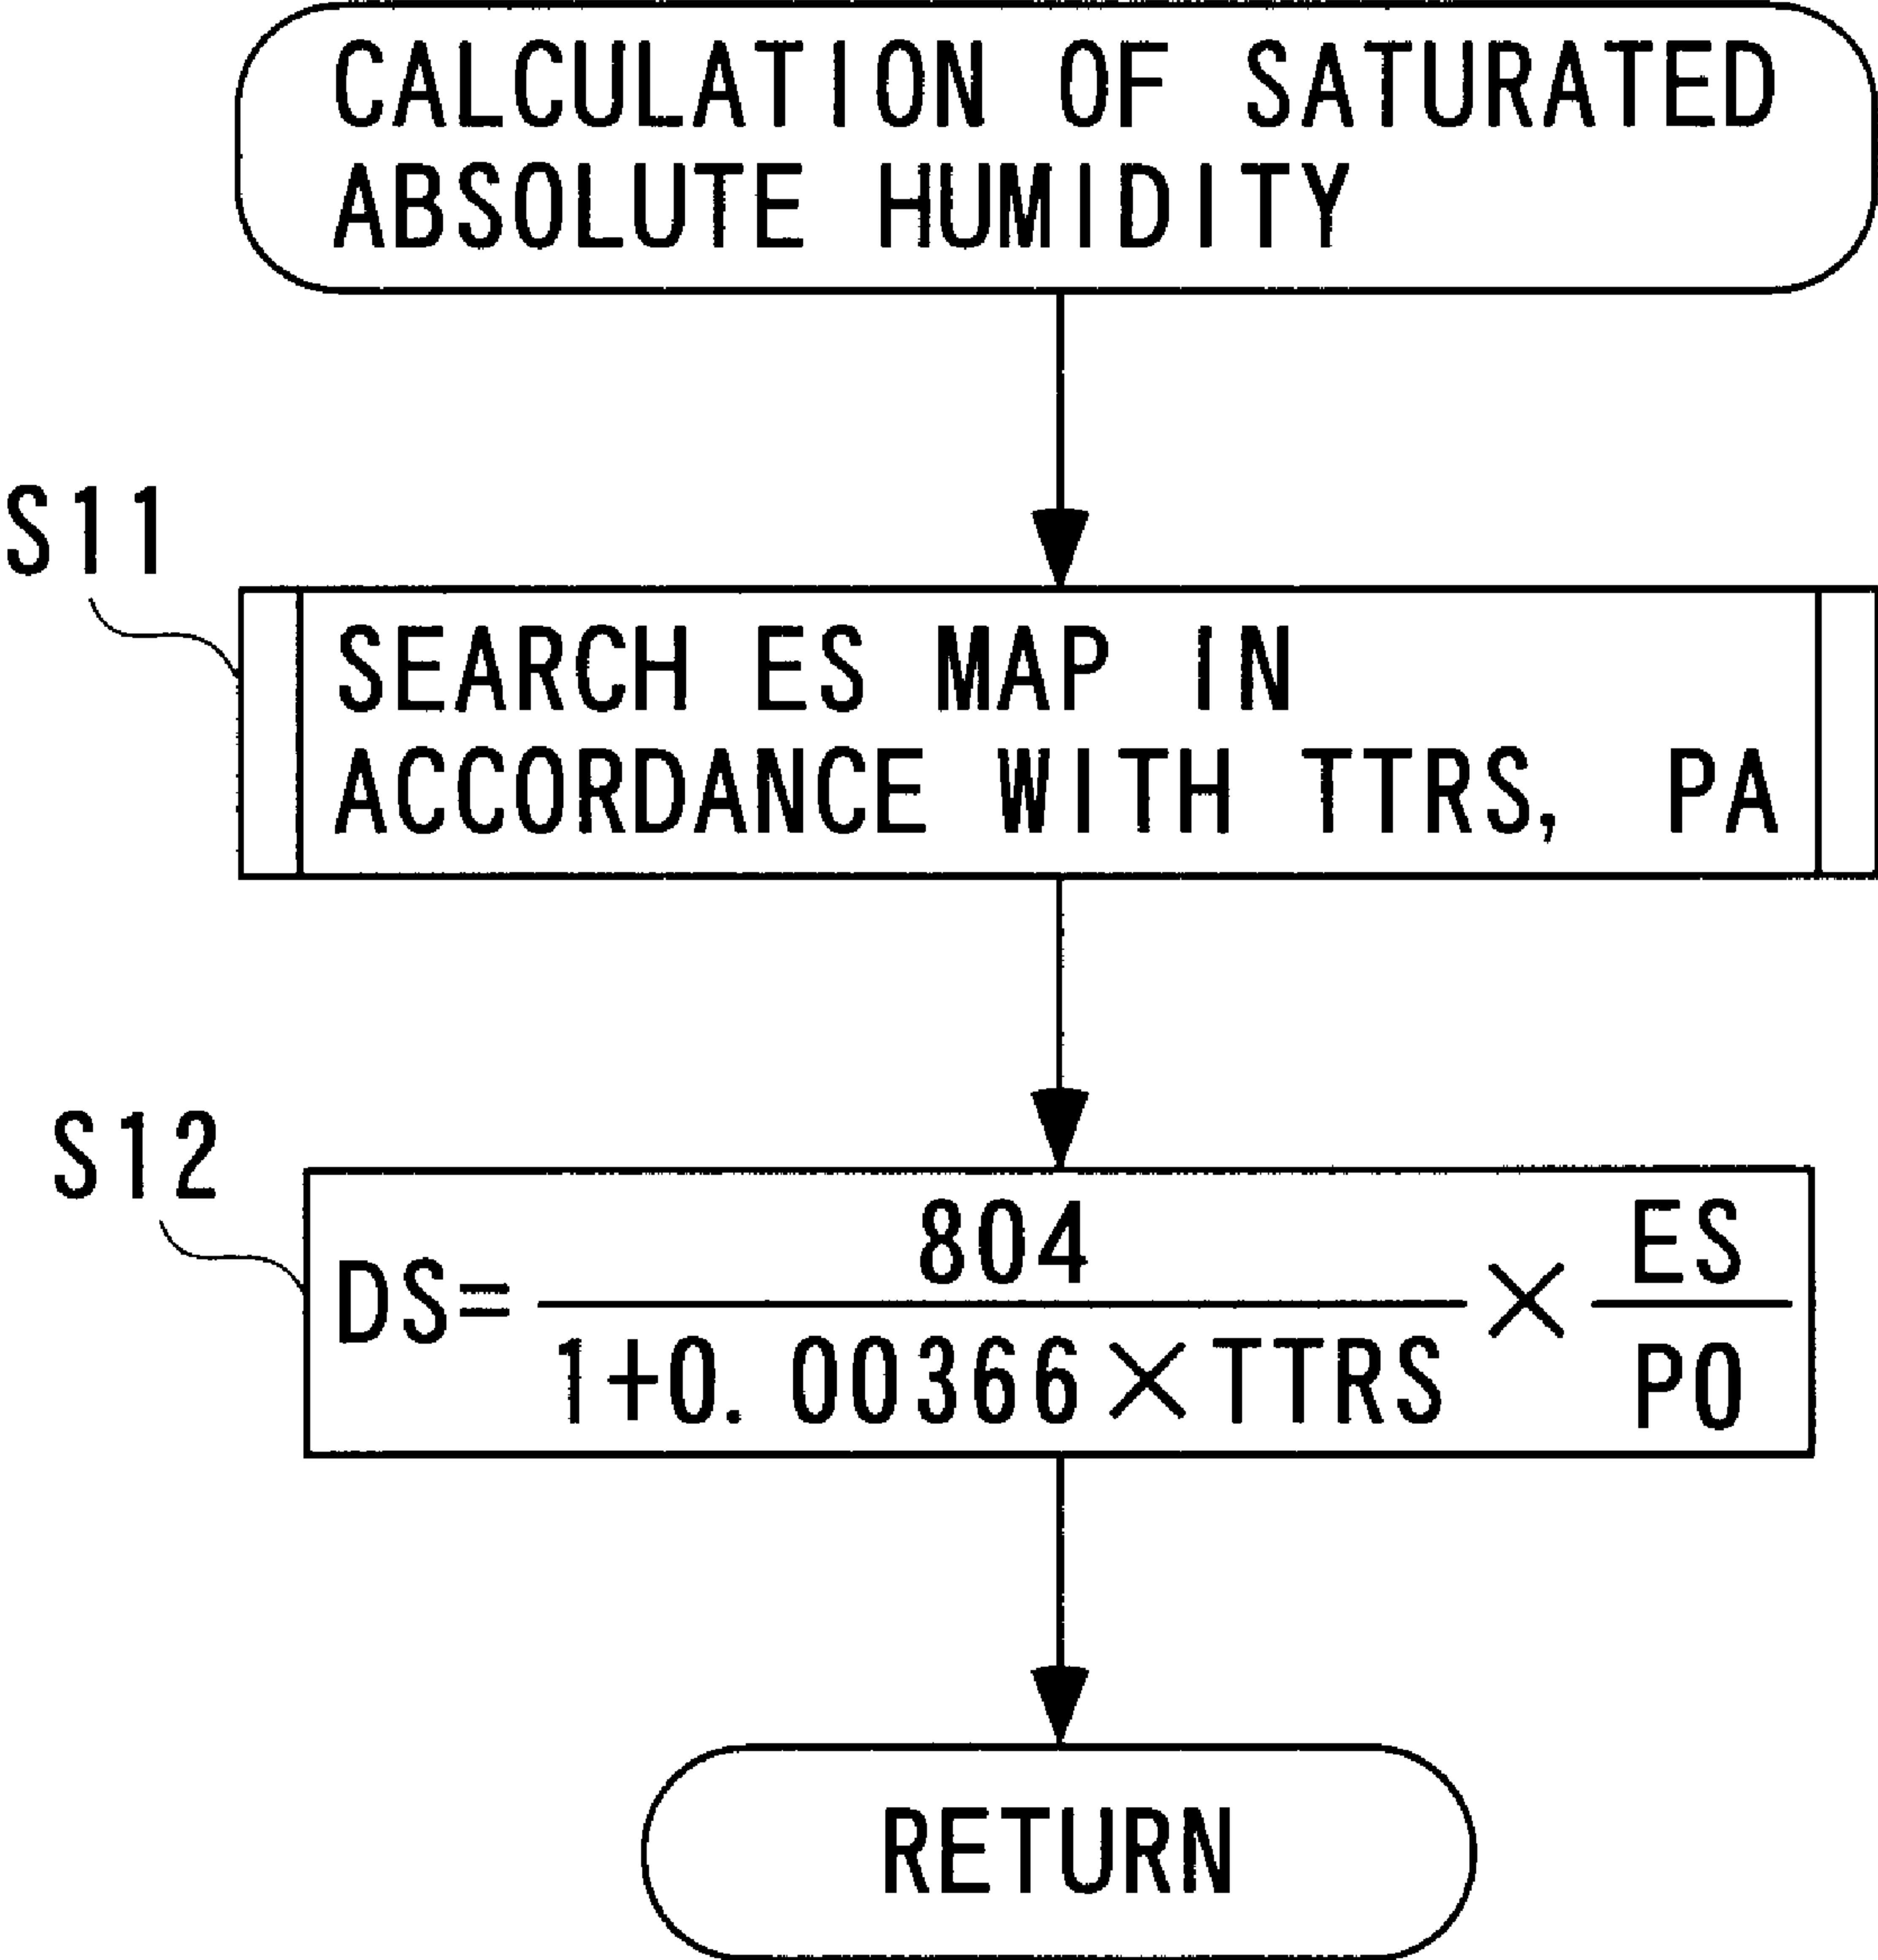 CALCULATION OF SATURATED
ABSOLUTE HUMIDITY
S11
SEARCH ES MAP IN
ACCORDANCE WITH TTRS, PA
S12
DS= 804 / 1+0.00366×TTRS × ES / P0
RETURN